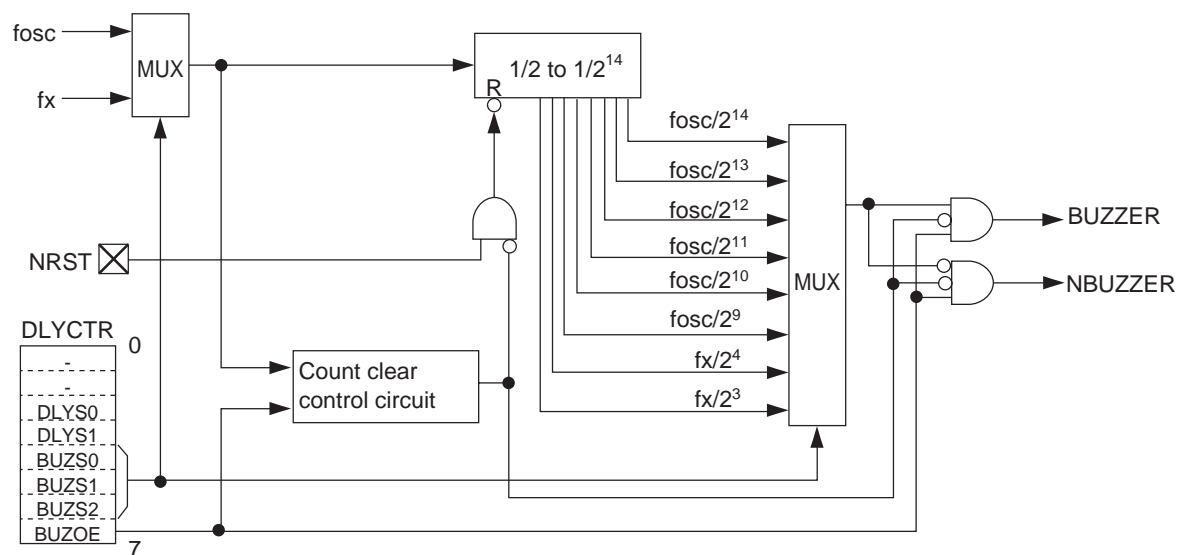 fosc
fx
MUX
1/2 to 1/2¹⁴
R
fosc/2¹⁴
fosc/2¹³
fosc/2¹²
fosc/2¹¹
fosc/2¹⁰
fosc/2⁹
fx/2⁴
fx/2³
MUX
BUZZER
NBUZZER
NRST
Count clear
control circuit
DLYCTR
0
-
-
DLYS0
DLYS1
BUZS0
BUZS1
BUZS2
BUZOE
7